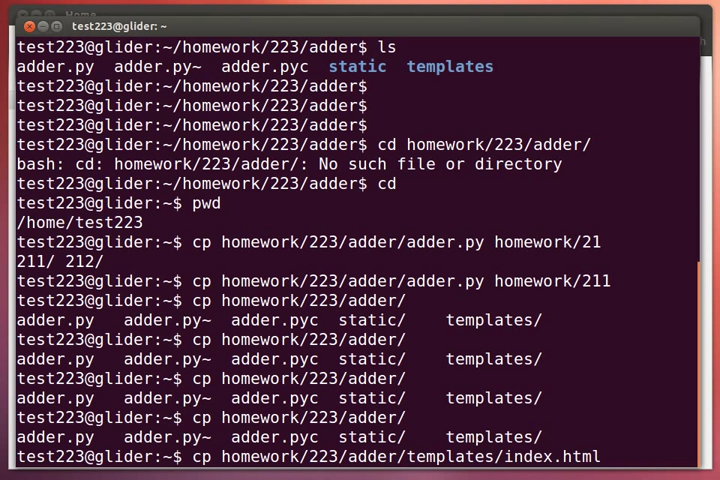 Home
test223@glider: ~
test223@glider:~/homework/223/adder$ ls
adder.py  adder.py~  adder.pyc  static  templates
test223@glider:~/homework/223/adder$
test223@glider:~/homework/223/adder$
test223@glider:~/homework/223/adder$
test223@glider:~/homework/223/adder$ cd homework/223/adder/
bash: cd: homework/223/adder/: No such file or directory
test223@glider:~/homework/223/adder$ cd
test223@glider:~$ pwd
/home/test223
test223@glider:~$ cp homework/223/adder/adder.py homework/21
211/ 212/
test223@glider:~$ cp homework/223/adder/adder.py homework/211
test223@glider:~$ cp homework/223/adder/
adder.py   adder.py~  adder.pyc  static/    templates/
test223@glider:~$ cp homework/223/adder/
adder.py   adder.py~  adder.pyc  static/    templates/
test223@glider:~$ cp homework/223/adder/
adder.py   adder.py~  adder.pyc  static/    templates/
test223@glider:~$ cp homework/223/adder/
adder.py   adder.py~  adder.pyc  static/    templates/
test223@glider:~$ cp homework/223/adder/templates/index.html